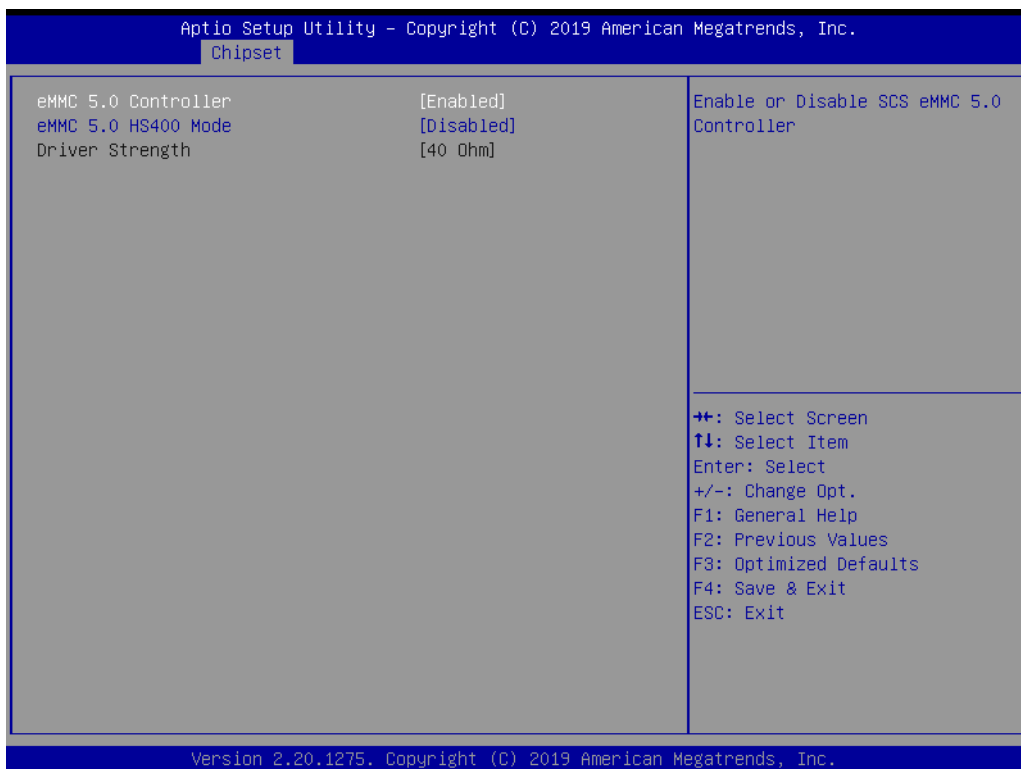 Aptio Setup Utility – Copyright (C) 2019 American Megatrends, Inc.
Chipset
eMMC 5.0 Controller [Enabled]
eMMC 5.0 HS400 Mode [Disabled]
Driver Strength [40 Ohm]
Enable or Disable SCS eMMC 5.0
Controller
→←: Select Screen
↑↓: Select Item
Enter: Select
+/-: Change Opt.
F1: General Help
F2: Previous Values
F3: Optimized Defaults
F4: Save & Exit
ESC: Exit
Version 2.20.1275. Copyright (C) 2019 American Megatrends, Inc.